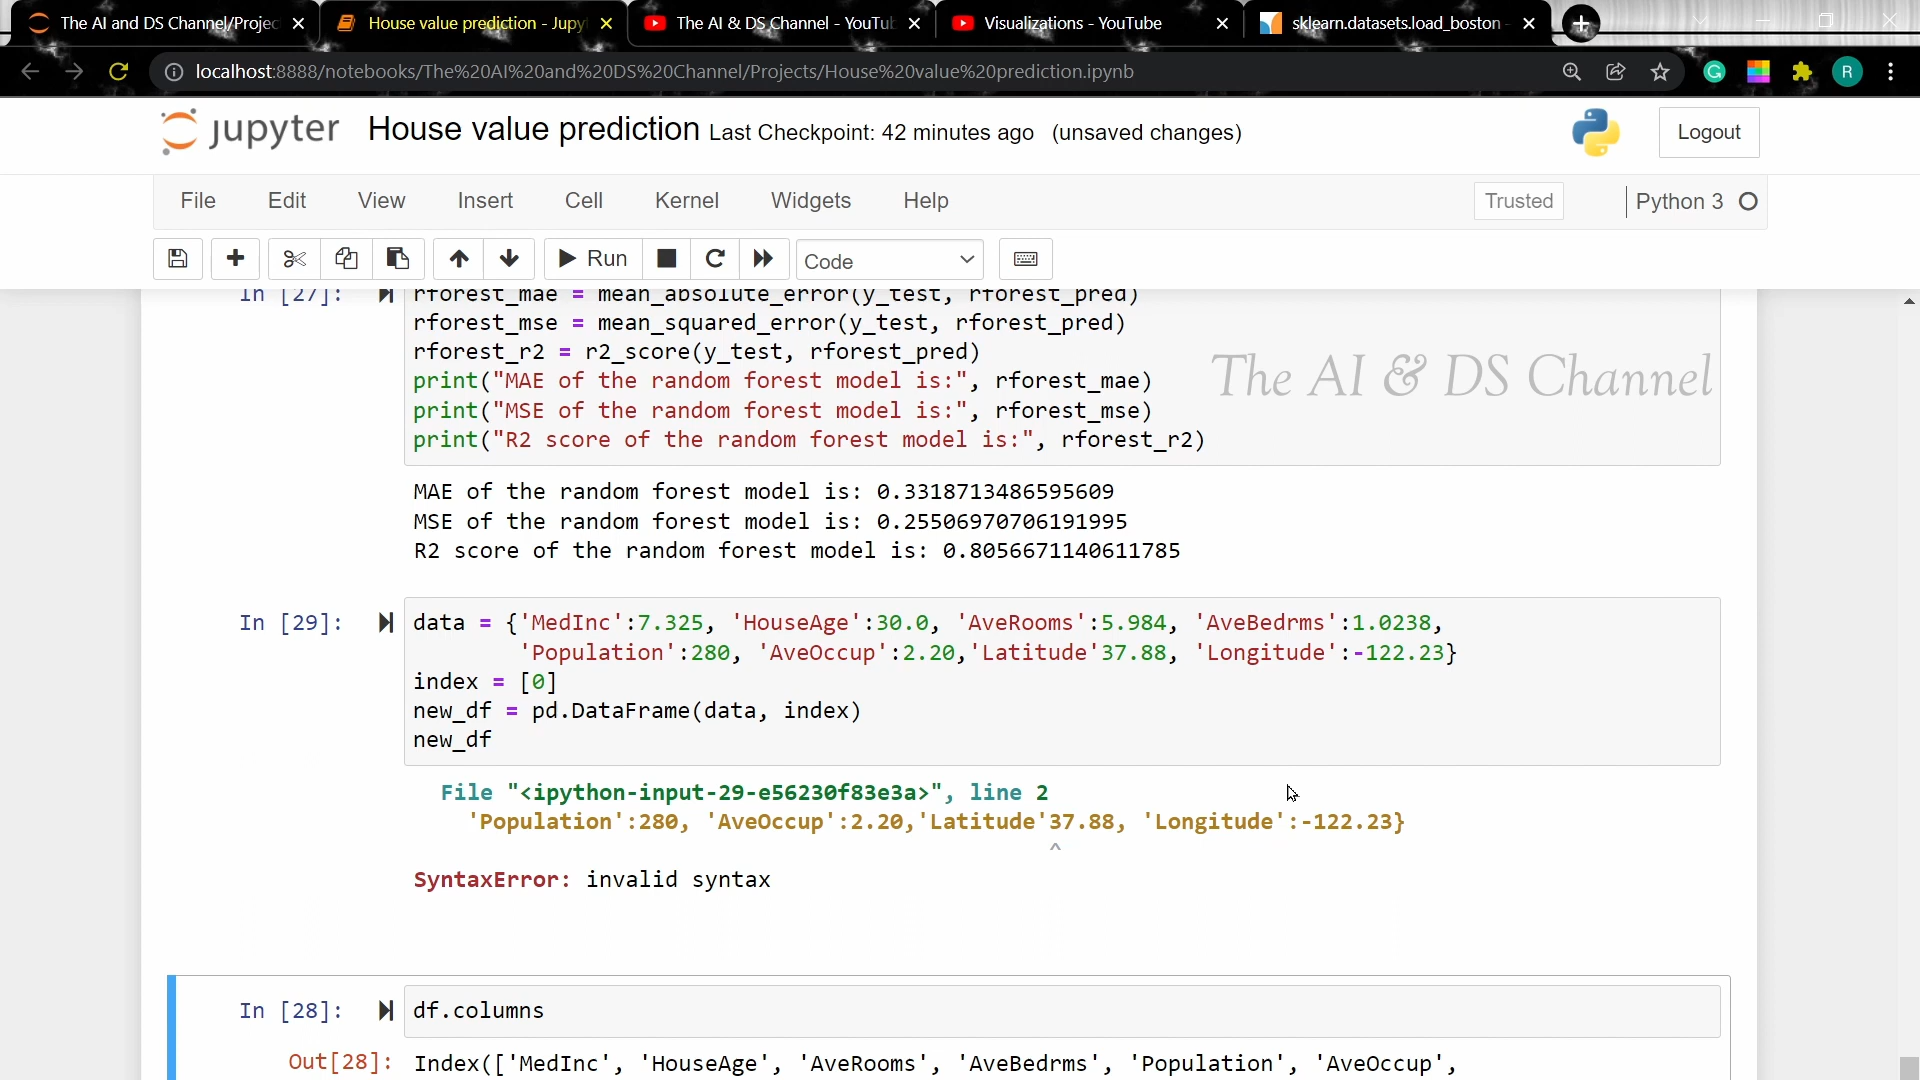 The AI and DS Channel/Projec
House value prediction - Jupy
The AI & DS Channel - YouTu
Visualizations - YouTube
sklearn.datasets.load_boston -
localhost:8888/notebooks/The%20AI%20and%20DS%20Channel/Projects/House%20value%20prediction.ipynb
R
jupyter House value prediction Last Checkpoint: 42 minutes ago (unsaved changes)
Logout
File Edit View Insert Cell Kernel Widgets Help
Trusted
Python 3
Run
Code
In [27]: rforest_mae = mean_absolute_error(y_test, rforest_pred)
rforest_mse = mean_squared_error(y_test, rforest_pred)
rforest_r2 = r2_score(y_test, rforest_pred)
print("MAE of the random forest model is:", rforest_mae)
print("MSE of the random forest model is:", rforest_mse)
print("R2 score of the random forest model is:", rforest_r2)
The AI & DS Channel
MAE of the random forest model is: 0.3318713486595609
MSE of the random forest model is: 0.25506970706191995
R2 score of the random forest model is: 0.8056671140611785
In [29]: data = {'MedInc':7.325, 'HouseAge':30.0, 'AveRooms':5.984, 'AveBedrms':1.0238,
'Population':280, 'AveOccup':2.20,'Latitude'37.88, 'Longitude':-122.23}
index = [0]
new_df = pd.DataFrame(data, index)
new_df
File "<ipython-input-29-e56230f83e3a>", line 2
'Population':280, 'AveOccup':2.20,'Latitude'37.88, 'Longitude':-122.23}
^
SyntaxError: invalid syntax
In [28]: df.columns
Out[28]: Index(['MedInc', 'HouseAge', 'AveRooms', 'AveBedrms', 'Population', 'AveOccup',